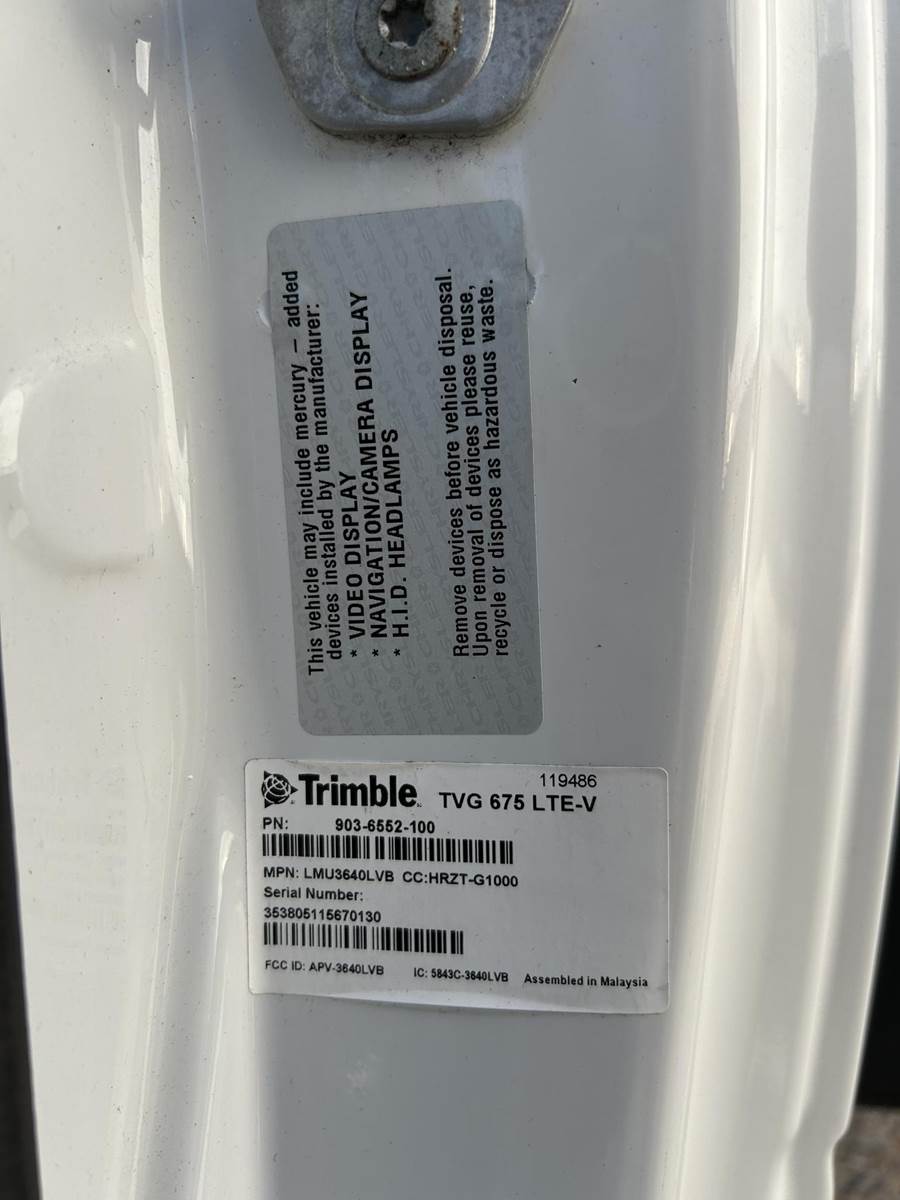 This vehicle may include mercury – added
devices installed by the manufacturer:
* VIDEO DISPLAY
* NAVIGATION/CAMERA DISPLAY
* H.I.D. HEADLAMPS
Remove devices before vehicle disposal.
Upon removal of devices please reuse,
recycle or dispose as hazardous waste.
119486
Trimble TVG 675 LTE-V
PN: 903-6552-100
MPN: LMU3640LVB CC:HRZT-G1000
Serial Number:
353805115670130
FCC ID: APV-3640LVB IC: 5843C-3640LVB Assembled in Malaysia